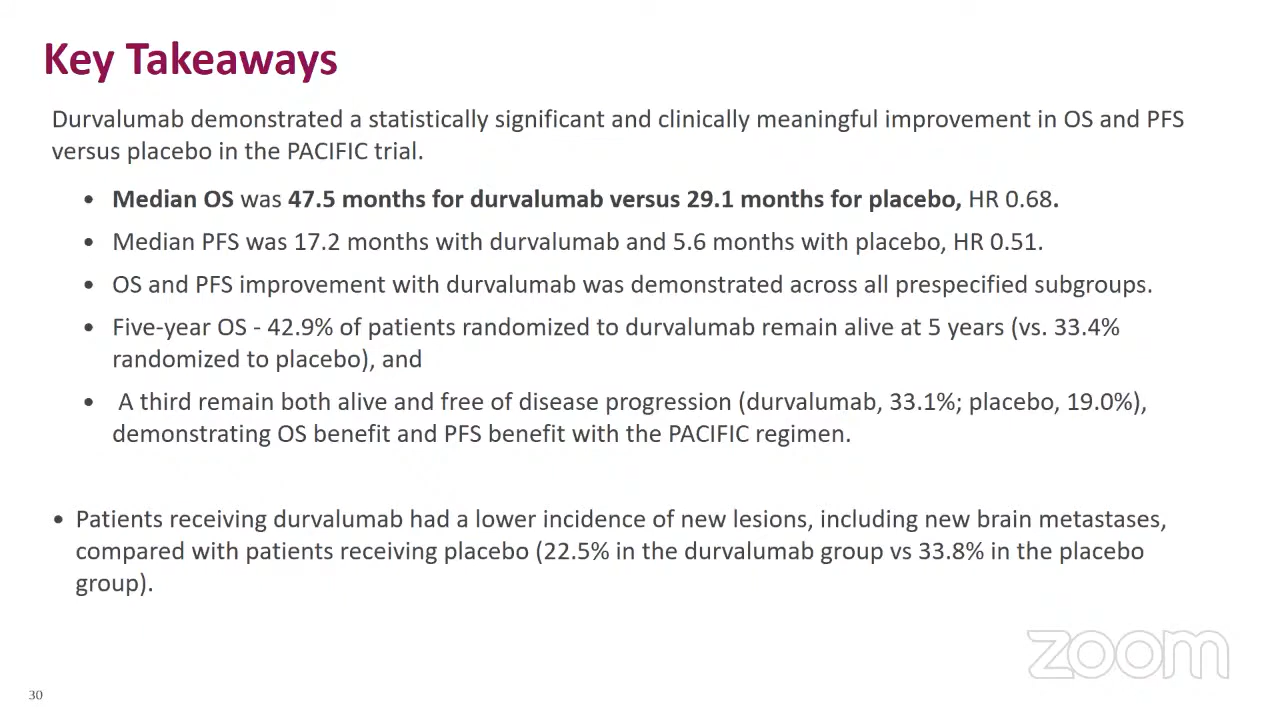 Key Takeaways
Durvalumab demonstrated a statistically significant and clinically meaningful improvement in OS and PFS
versus placebo in the PACIFIC trial.
• Median OS was 47.5 months for durvalumab versus 29.1 months for placebo, HR 0.68.
• Median PFS was 17.2 months with durvalumab and 5.6 months with placebo, HR 0.51.
• OS and PFS improvement with durvalumab was demonstrated across all prespecified subgroups.
• Five-year OS - 42.9% of patients randomized to durvalumab remain alive at 5 years (vs. 33.4%
randomized to placebo), and
• A third remain both alive and free of disease progression (durvalumab, 33.1%; placebo, 19.0%),
demonstrating OS benefit and PFS benefit with the PACIFIC regimen.
• Patients receiving durvalumab had a lower incidence of new lesions, including new brain metastases,
compared with patients receiving placebo (22.5% in the durvalumab group vs 33.8% in the placebo
group).
zoom
30